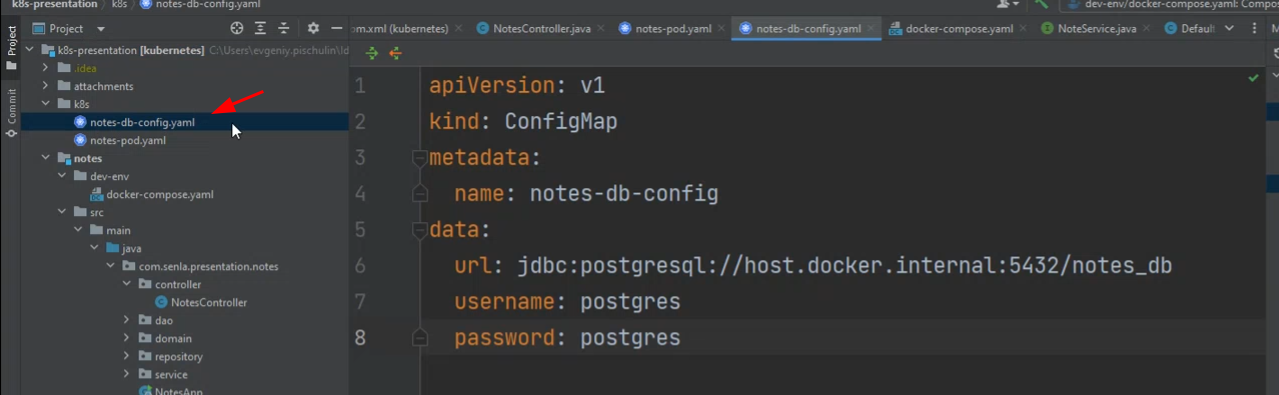 k8s-presentation › k8s › notes-db-config.yaml
dev-env/docker-compose.yaml: Compo
Project
om.xml (kubernetes) NotesController.java notes-pod.yaml notes-db-config.yaml docker-compose.yaml NoteService.java Default
Project
Commit
k8s-presentation [kubernetes] C:\Users\evgeniy.pischulin\Id
.idea
attachments
k8s
notes-db-config.yaml
notes-pod.yaml
notes
dev-env
docker-compose.yaml
src
main
java
com.senla.presentation.notes
controller
NotesController
dao
domain
repository
service
NotesApp
1 apiVersion: v1
2 kind: ConfigMap
3 metadata:
4 name: notes-db-config
5 data:
6 url: jdbc:postgresql://host.docker.internal:5432/notes_db
7 username: postgres
8 password: postgres